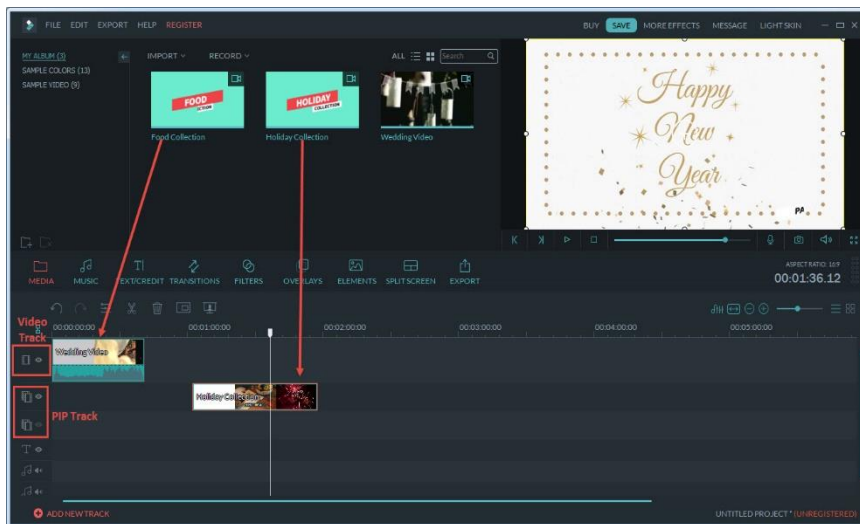 FILE EDIT EXPORT HELP REGISTER
BUY SAVE MORE EFFECTS MESSAGE LIGHT SKIN
MY ALBUM (3)
SAMPLE COLORS (13)
SAMPLE VIDEO (9)
IMPORT RECORD ALL Search
FOOD
HOLIDAY
COLLECTION
Food Collection Holiday Collection Wedding Video
Happy
New
Year
MEDIA MUSIC TEXT/CREDIT TRANSITIONS FILTERS OVERLAYS ELEMENTS SPLIT SCREEN EXPORT
ASPECT RATIO: 16:9
00:01:36.12
Video
Track
00:00:00:00 00:01:00:00 00:02:00:00 00:03:00:00 00:04:00:00 00:05:00:00
Wedding Video
Holiday Collection
PIP Track
ADD NEW TRACK
UNTITLED PROJECT * (UNREGISTERED)